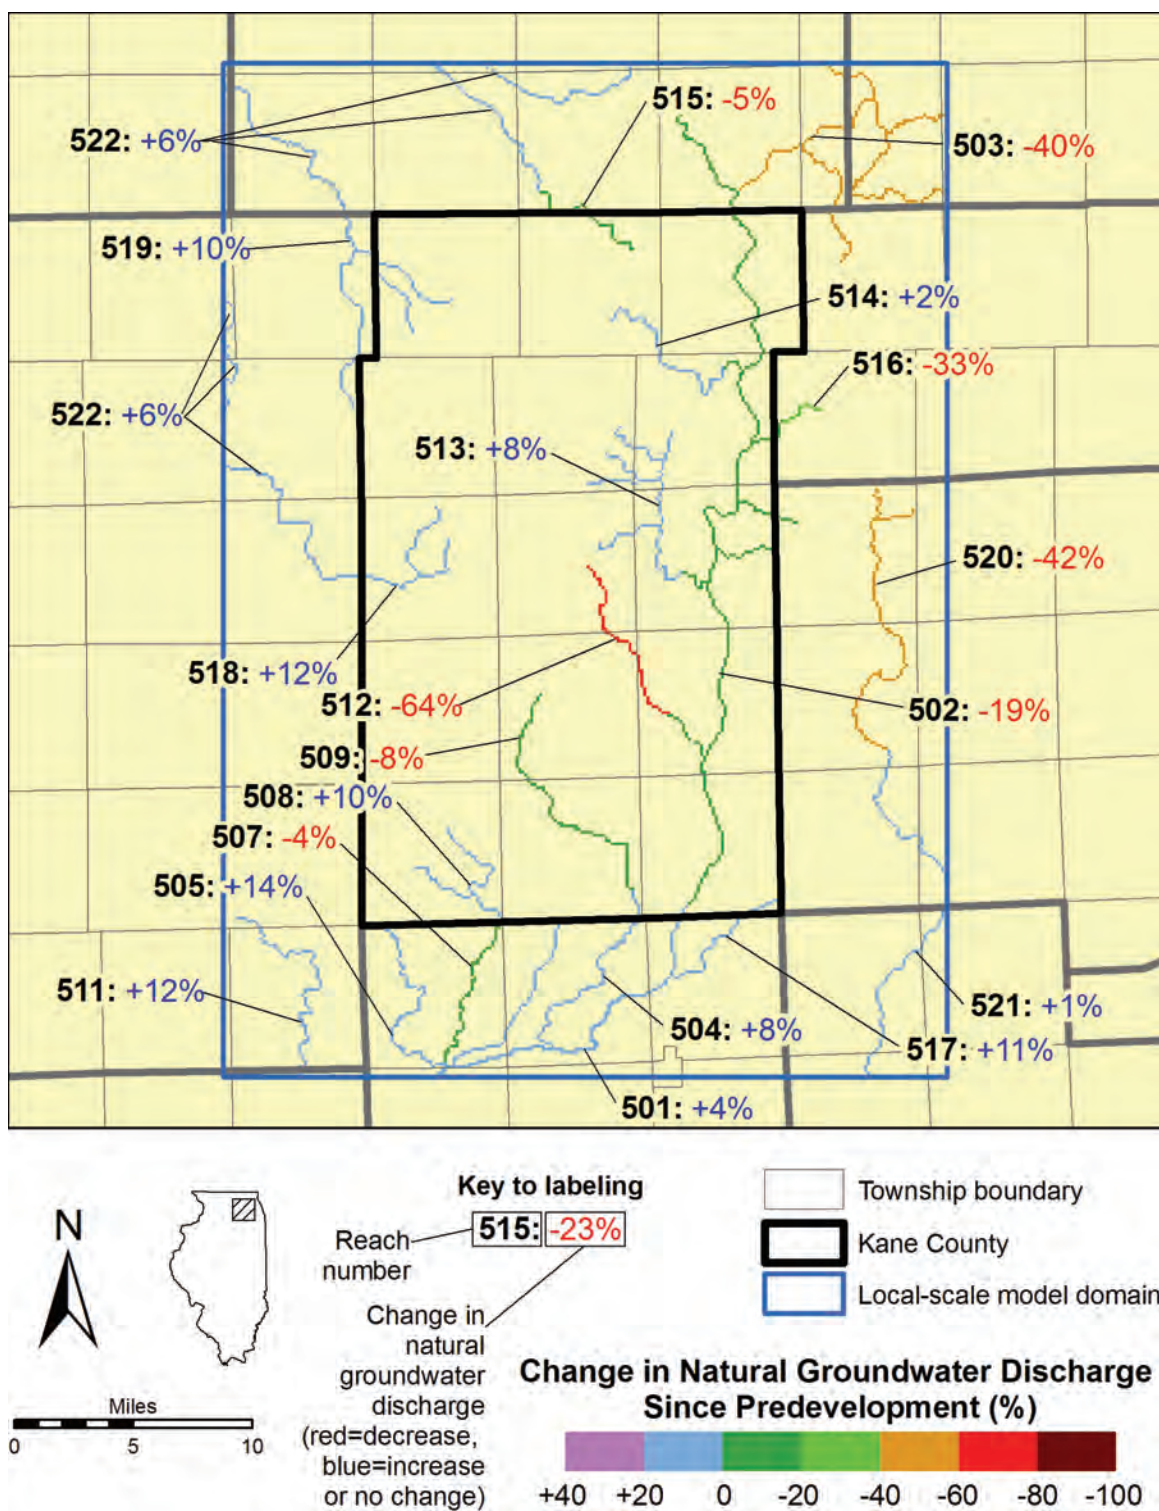 515: -5%
522: +6%
503: -40%
519: +10%
514: +2%
516: -33%
522: +6%
513: +8%
520: -42%
518: +12%
512: -64%
502: -19%
509: -8%
508: +10%
507: -4%
505: +14%
511: +12%
521: +1%
504: +8%
517: +11%
501: +4%
Key to labeling
515: -23%
Reach
number
Change in
natural
groundwater
discharge
(red=decrease,
blue=increase
or no change)
N
Miles
0 5 10
Township boundary
Kane County
Local-scale model domain
Change in Natural Groundwater Discharge
Since Predevelopment (%)
+40 +20 0 -20 -40 -60 -80 -100